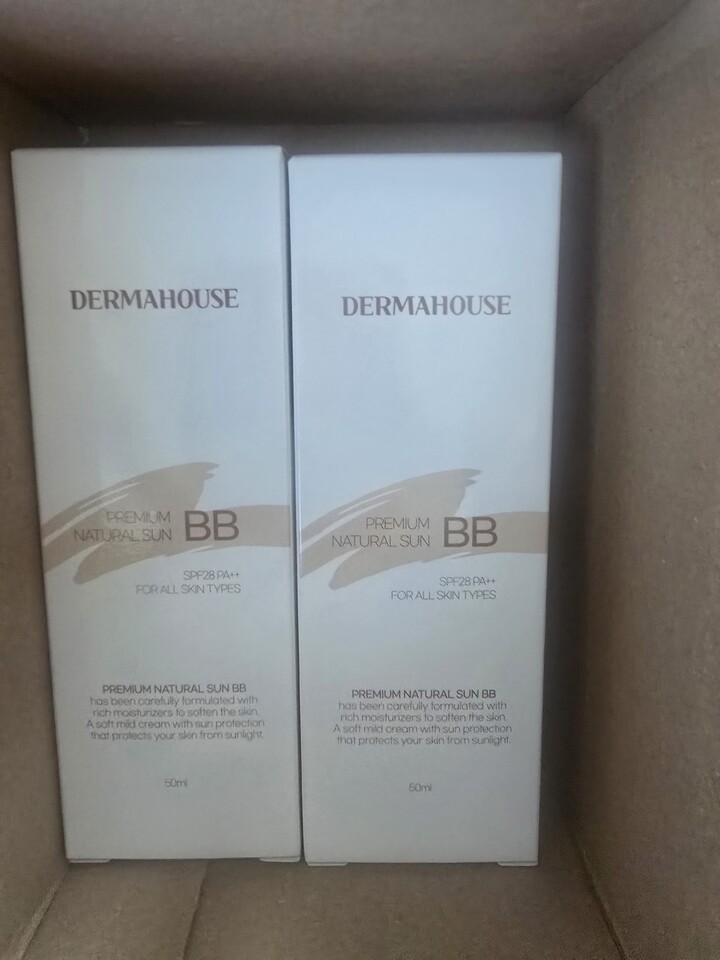 DERMAHOUSE
PREMIUM
NATURAL SUN BB
SPF28 PA++
FOR ALL SKIN TYPES
PREMIUM NATURAL SUN BB
has been carefully formulated with
rich moisturizers to soften the skin.
A soft mild cream with sun protection
that protects your skin from sunlight.
50ml
DERMAHOUSE
PREMIUM
NATURAL SUN BB
SPF28 PA++
FOR ALL SKIN TYPES
PREMIUM NATURAL SUN BB
has been carefully formulated with
rich moisturizers to soften the skin.
A soft mild cream with sun protection
that protects your skin from sunlight.
50ml